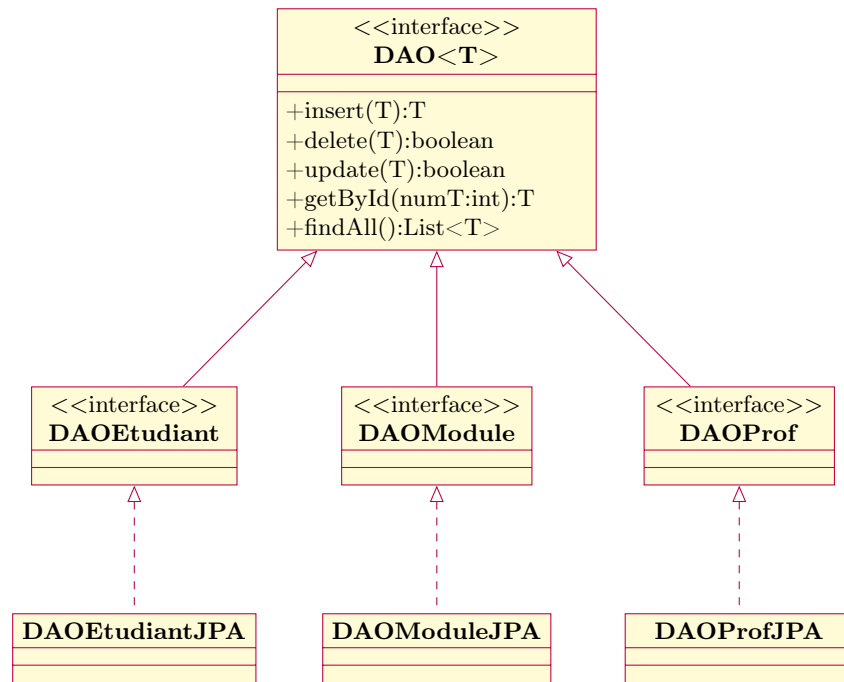 <<interface>>
DAO<T>
+insert(T):T
+delete(T):boolean
+update(T):boolean
+getById(numT:int):T
+findAll():List<T>
<<interface>>
DAOEtudiant
<<interface>>
DAOModule
<<interface>>
DAOProf
DAOEtudiantJPA
DAOModuleJPA
DAOProfJPA